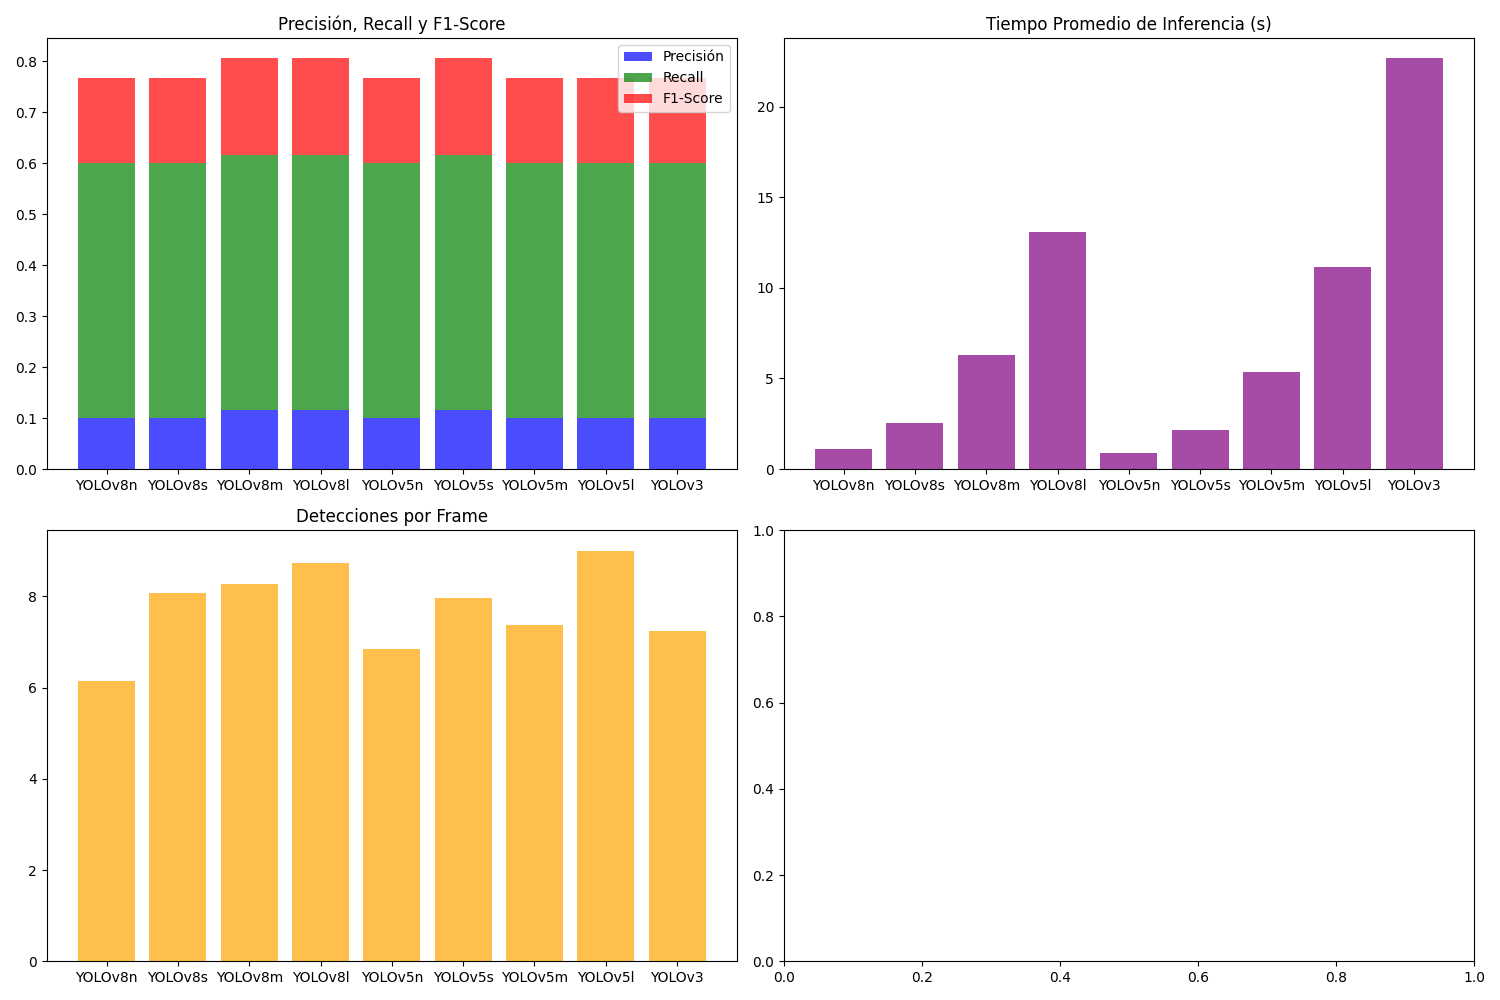 Precisión, Recall y F1-Score
0.8
0.7
0.6
0.5
0.4
0.3
0.2
0.1
0.0
Precisión
Recall
F1-Score
YOLOv8n YOLOv8s YOLOv8m YOLOv8l YOLOv5n YOLOv5s YOLOv5m YOLOv5l YOLOv3
Tiempo Promedio de Inferencia (s)
20
15
10
5
0
YOLOv8n YOLOv8s YOLOv8m YOLOv8l YOLOv5n YOLOv5s YOLOv5m YOLOv5l YOLOv3
Detecciones por Frame
8
6
4
2
0
YOLOv8n YOLOv8s YOLOv8m YOLOv8l YOLOv5n YOLOv5s YOLOv5m YOLOv5l YOLOv3
1.0
0.8
0.6
0.4
0.2
0.0
0.0 0.2 0.4 0.6 0.8 1.0